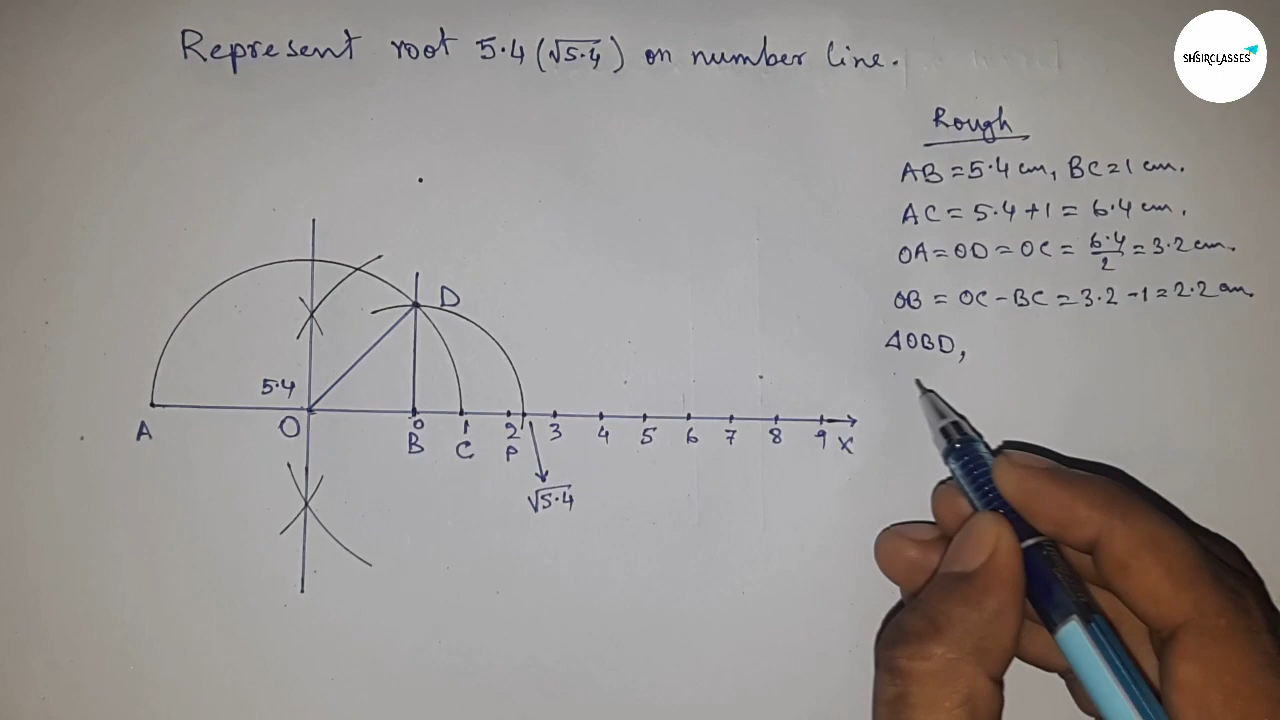 Represent root 5.4 (√5.4) on number line.
SHSIRCLASSES
Rough
AB = 5.4 cm, BC = 1 cm.
AC = 5.4 + 1 = 6.4 cm.
OA = OD = OC = 6.4/2 = 3.2 cm.
OB = OC - BC = 3.2 - 1 = 2.2 cm.
△OBD,
D
5.4
A O 0 1 2 3 4 5 6 7 8 9 X
B C P
√5.4